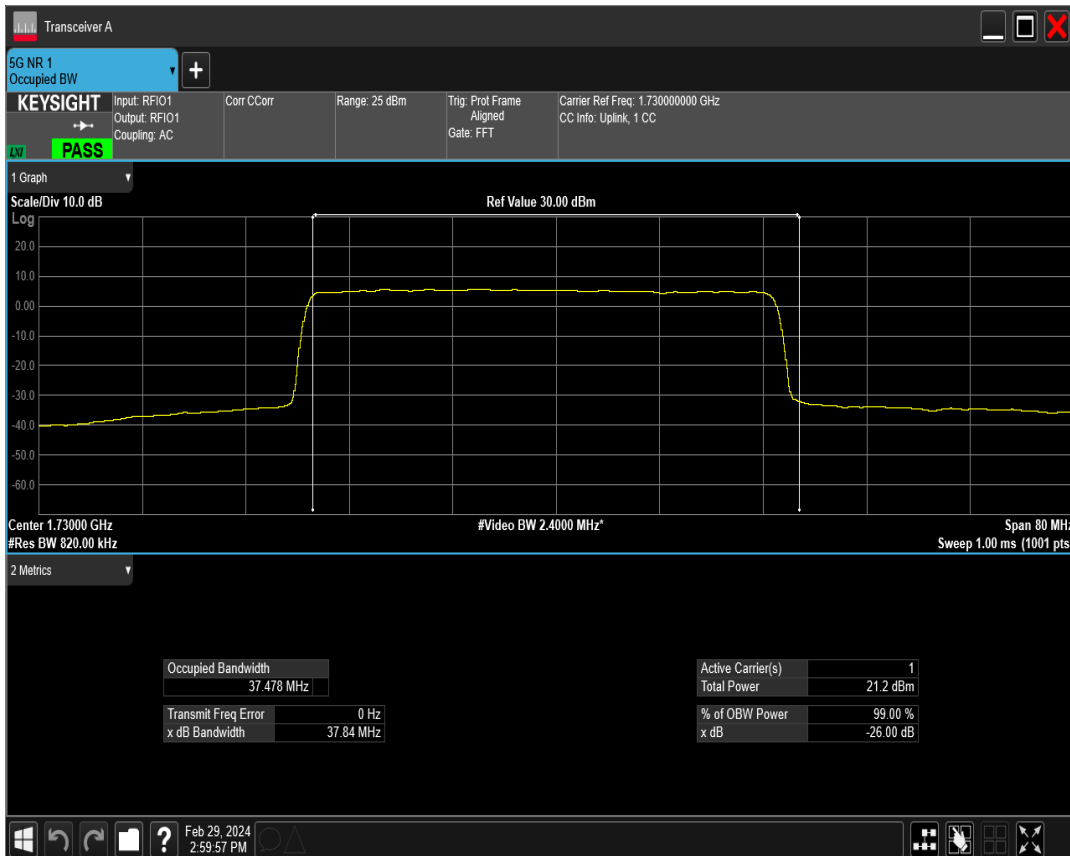 Transceiver A
5G NR 1
Occupied BW
+
KEYSIGHT
LXI
PASS
Input: RFIO1
Output: RFIO1
Coupling: AC
Corr CCorr
Range: 25 dBm
Trig: Prot Frame
Aligned
Gate: FFT
Carrier Ref Freq: 1.730000000 GHz
CC Info: Uplink, 1 CC
1 Graph
Scale/Div 10.0 dB
Ref Value 30.00 dBm
Log
20.0
10.0
0.00
-10.0
-20.0
-30.0
-40.0
-50.0
-60.0
Center 1.73000 GHz
#Video BW 2.4000 MHz*
Span 80 MHz
#Res BW 820.00 kHz
Sweep 1.00 ms (1001 pts
2 Metrics
Occupied Bandwidth
37.478 MHz
Transmit Freq Error 0 Hz
x dB Bandwidth 37.84 MHz
Active Carrier(s) 1
Total Power 21.2 dBm
% of OBW Power 99.00 %
x dB -26.00 dB
?
Feb 29, 2024
2:59:57 PM